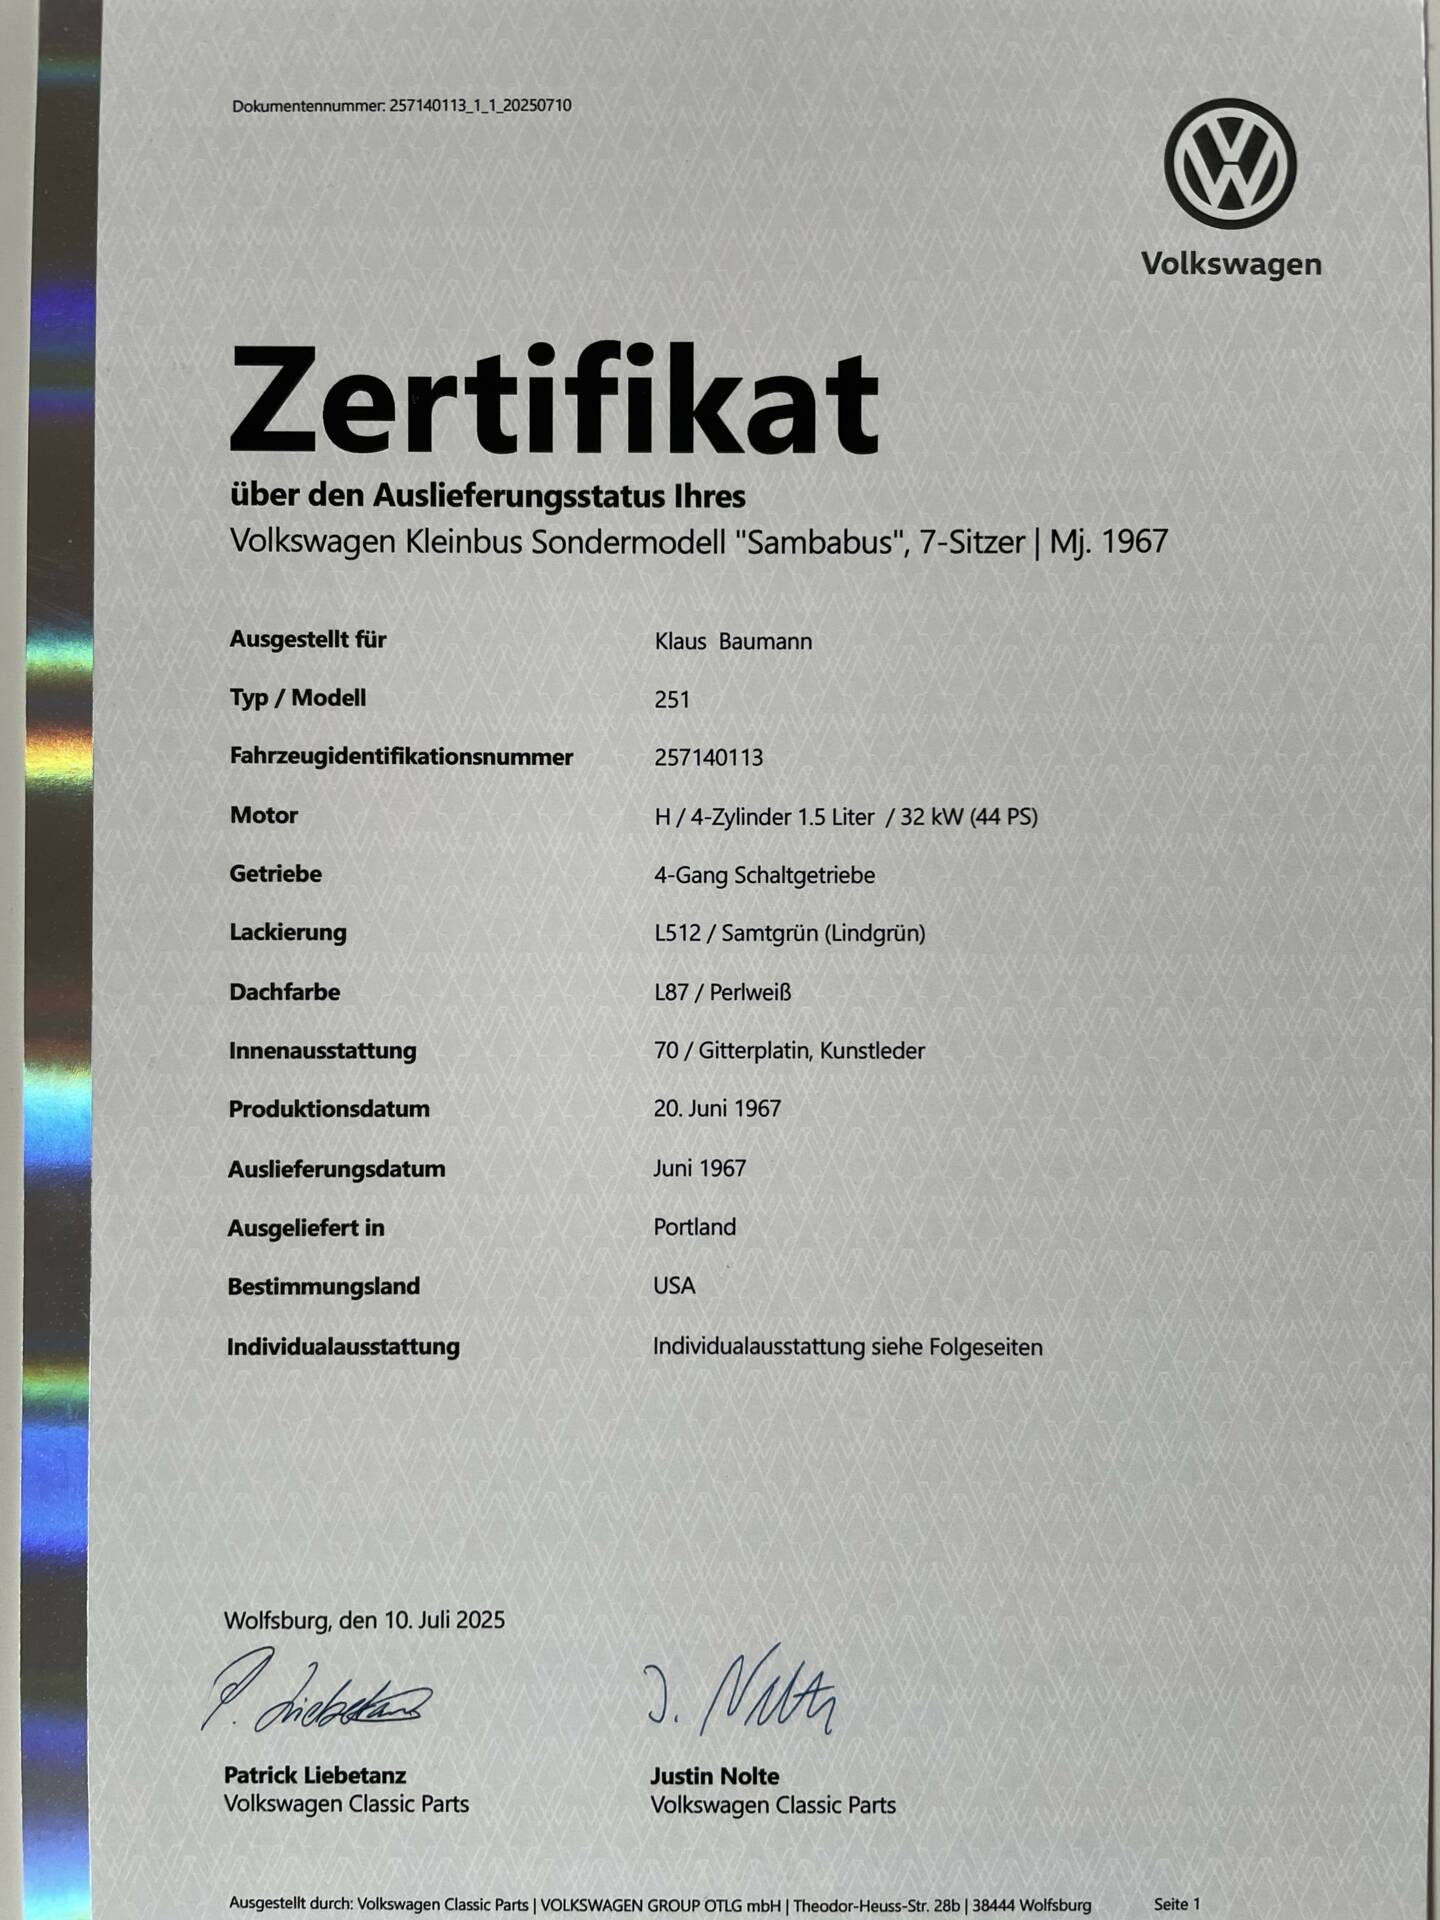 Dokumentennummer: 257140113_1_1_20250710
Volkswagen
Zertifikat
über den Auslieferungsstatus Ihres
Volkswagen Kleinbus Sondermodell "Sambabus", 7-Sitzer | Mj. 1967
Ausgestellt für Klaus Baumann
Typ / Modell 251
Fahrzeugidentifikationsnummer 257140113
Motor H / 4-Zylinder 1.5 Liter / 32 kW (44 PS)
Getriebe 4-Gang Schaltgetriebe
Lackierung L512 / Samtgrün (Lindgrün)
Dachfarbe L87 / Perlweiß
Innenausstattung 70 / Gitterplatin, Kunstleder
Produktionsdatum 20. Juni 1967
Auslieferungsdatum Juni 1967
Ausgeliefert in Portland
Bestimmungsland USA
Individualausstattung Individualausstattung siehe Folgeseiten
Wolfsburg, den 10. Juli 2025
P. Liebetanz J. Nolte
Patrick Liebetanz Justin Nolte
Volkswagen Classic Parts Volkswagen Classic Parts
Ausgestellt durch: Volkswagen Classic Parts | VOLKSWAGEN GROUP OTLG mbH | Theodor-Heuss-Str. 28b | 38444 Wolfsburg Seite 1